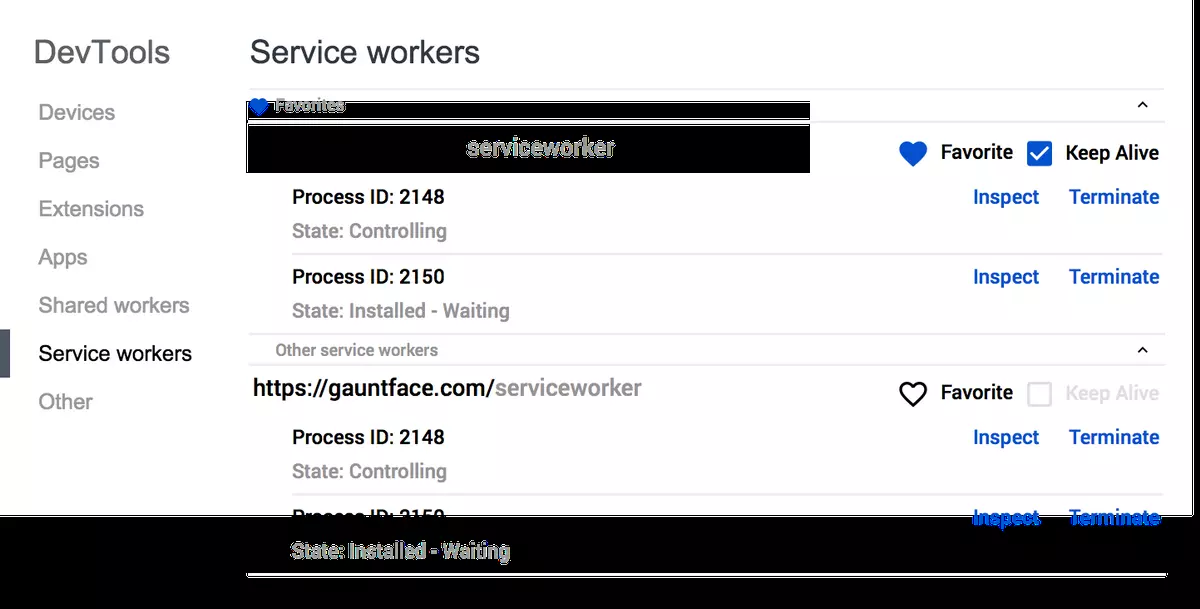 DevTools
Devices
Pages
Extensions
Apps
Shared workers
Service workers
Other
Service workers
Favorites
serviceworker
Favorite Keep Alive
Process ID: 2148 Inspect Terminate
State: Controlling
Process ID: 2150 Inspect Terminate
State: Installed - Waiting
Other service workers
https://gauntface.com/serviceworker
Favorite Keep Alive
Process ID: 2148 Inspect Terminate
State: Controlling
Process ID: 2150 Inspect Terminate
State: Installed - Waiting